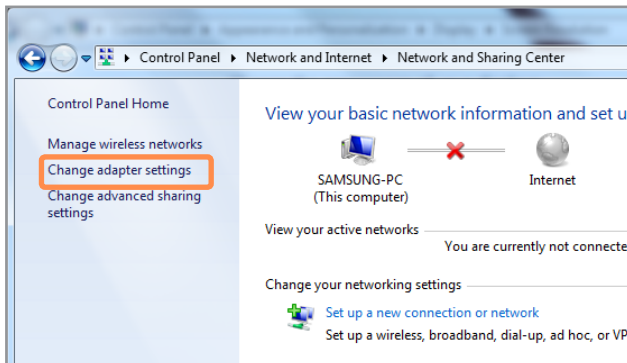 Control Panel Network and Internet Network and Sharing Center
Control Panel Home
Manage wireless networks
Change adapter settings
Change advanced sharing
settings
View your basic network information and set u
SAMSUNG-PC
(This computer)
Internet
View your active networks
You are currently not connecte
Change your networking settings
Set up a new connection or network
Set up a wireless, broadband, dial-up, ad hoc, or VP